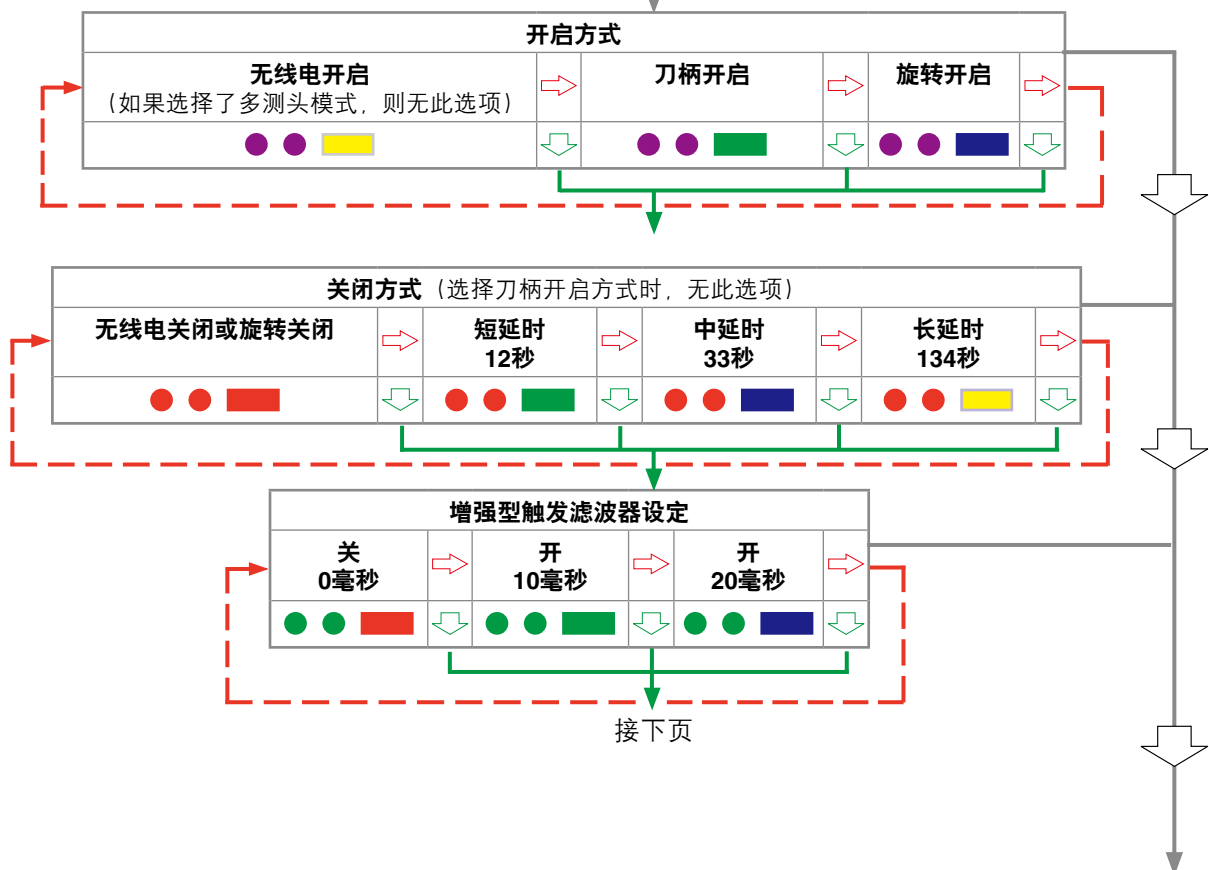 开启方式
无线电开启
（如果选择了多测头模式，则无此选项）
刀柄开启
旋转开启
关闭方式（选择刀柄开启方式时，无此选项）
无线电关闭或旋转关闭
短延时
12秒
中延时
33秒
长延时
134秒
增强型触发滤波器设定
关
0毫秒
开
10毫秒
开
20毫秒
接下页